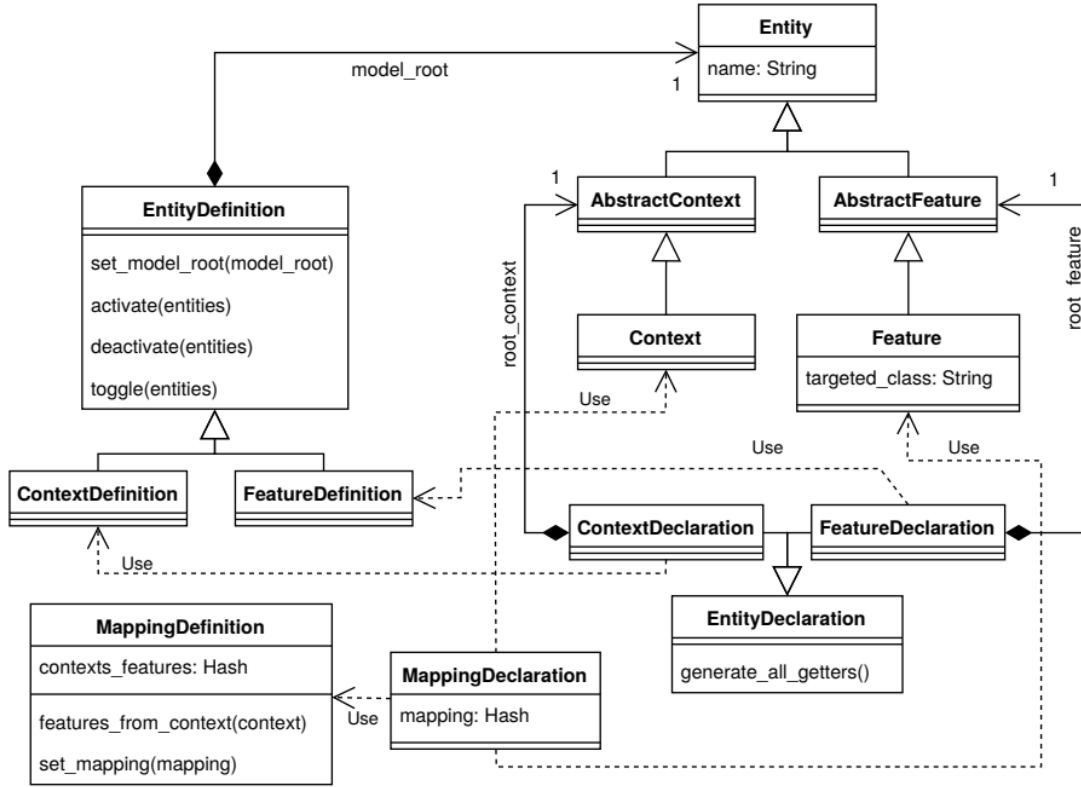 Entity
name: String
model_root
1
EntityDefinition
set_model_root(model_root)
activate(entities)
deactivate(entities)
toggle(entities)
1
AbstractContext
AbstractFeature
1
root_context
root_feature
Context
Feature
targeted_class: String
Use
Use
Use
ContextDefinition
FeatureDefinition
ContextDeclaration
FeatureDeclaration
Use
EntityDeclaration
generate_all_getters()
MappingDefinition
contexts_features: Hash
features_from_context(context)
set_mapping(mapping)
Use
MappingDeclaration
mapping: Hash